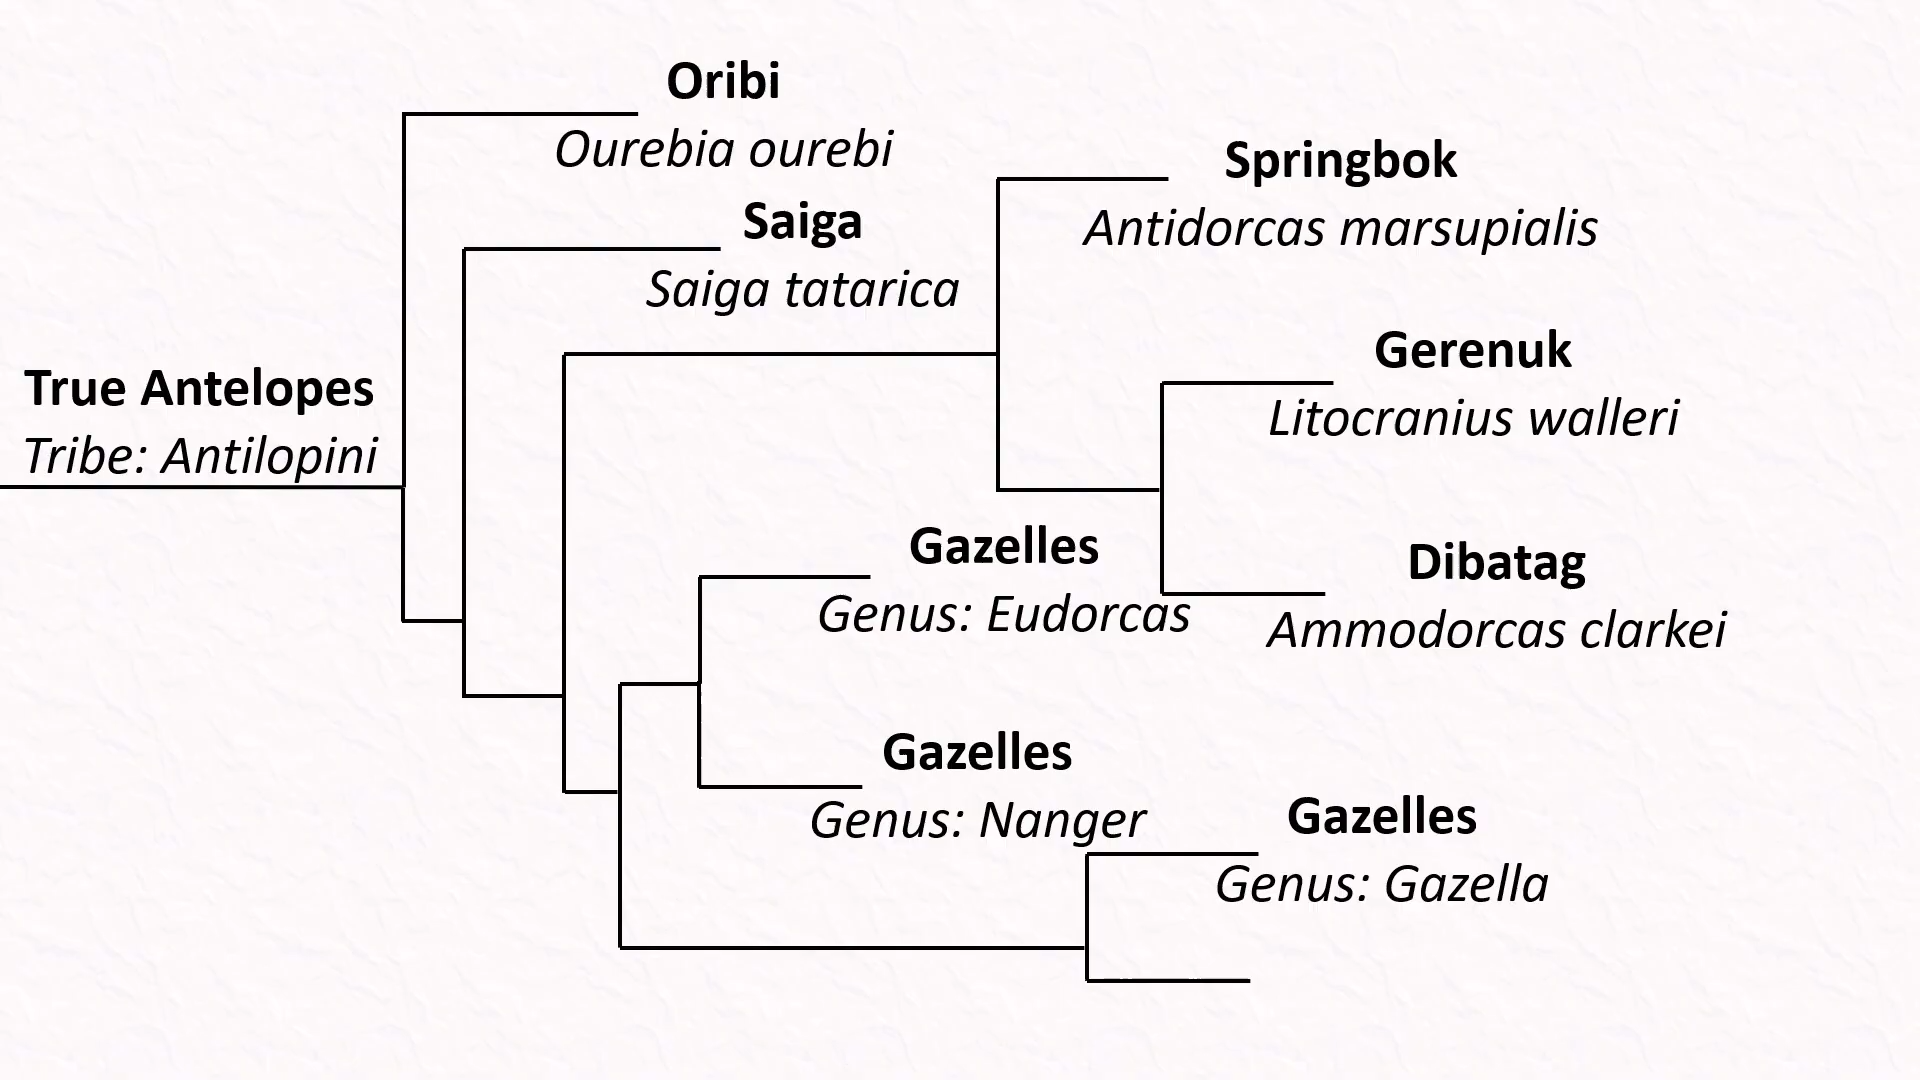 Oribi
Ourebia ourebi
Springbok
Antidorcas marsupialis
Saiga
Saiga tatarica
Gerenuk
Litocranius walleri
True Antelopes
Tribe: Antilopini
Gazelles
Genus: Eudorcas
Dibatag
Ammodorcas clarkei
Gazelles
Genus: Nanger
Gazelles
Genus: Gazella